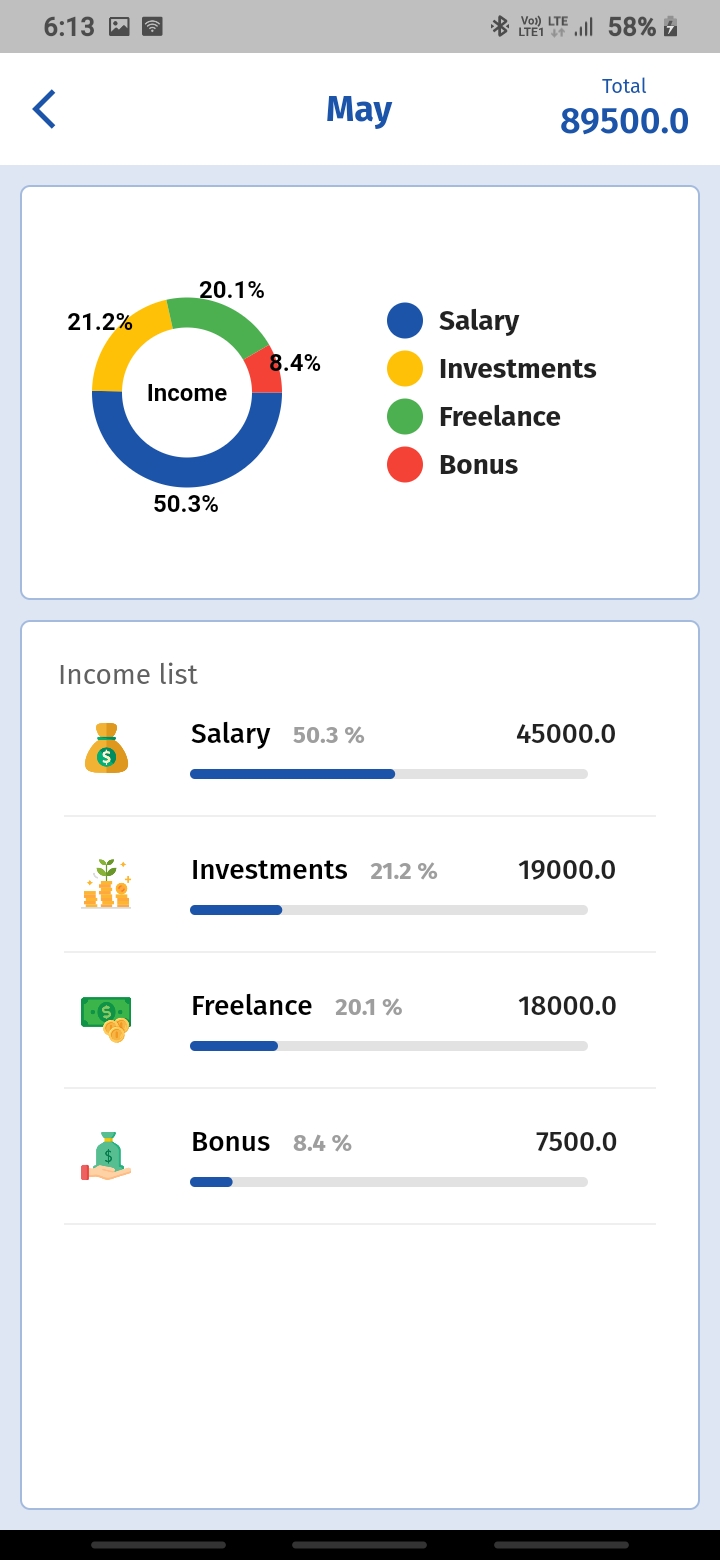 6:13 Vo) LTE 58%
LTE1
Total
May 89500.0
20.1%
21.2%
8.4%
Income
50.3%
Salary
Investments
Freelance
Bonus
Income list
Salary 50.3 % 45000.0
Investments 21.2 % 19000.0
Freelance 20.1 % 18000.0
Bonus 8.4 % 7500.0